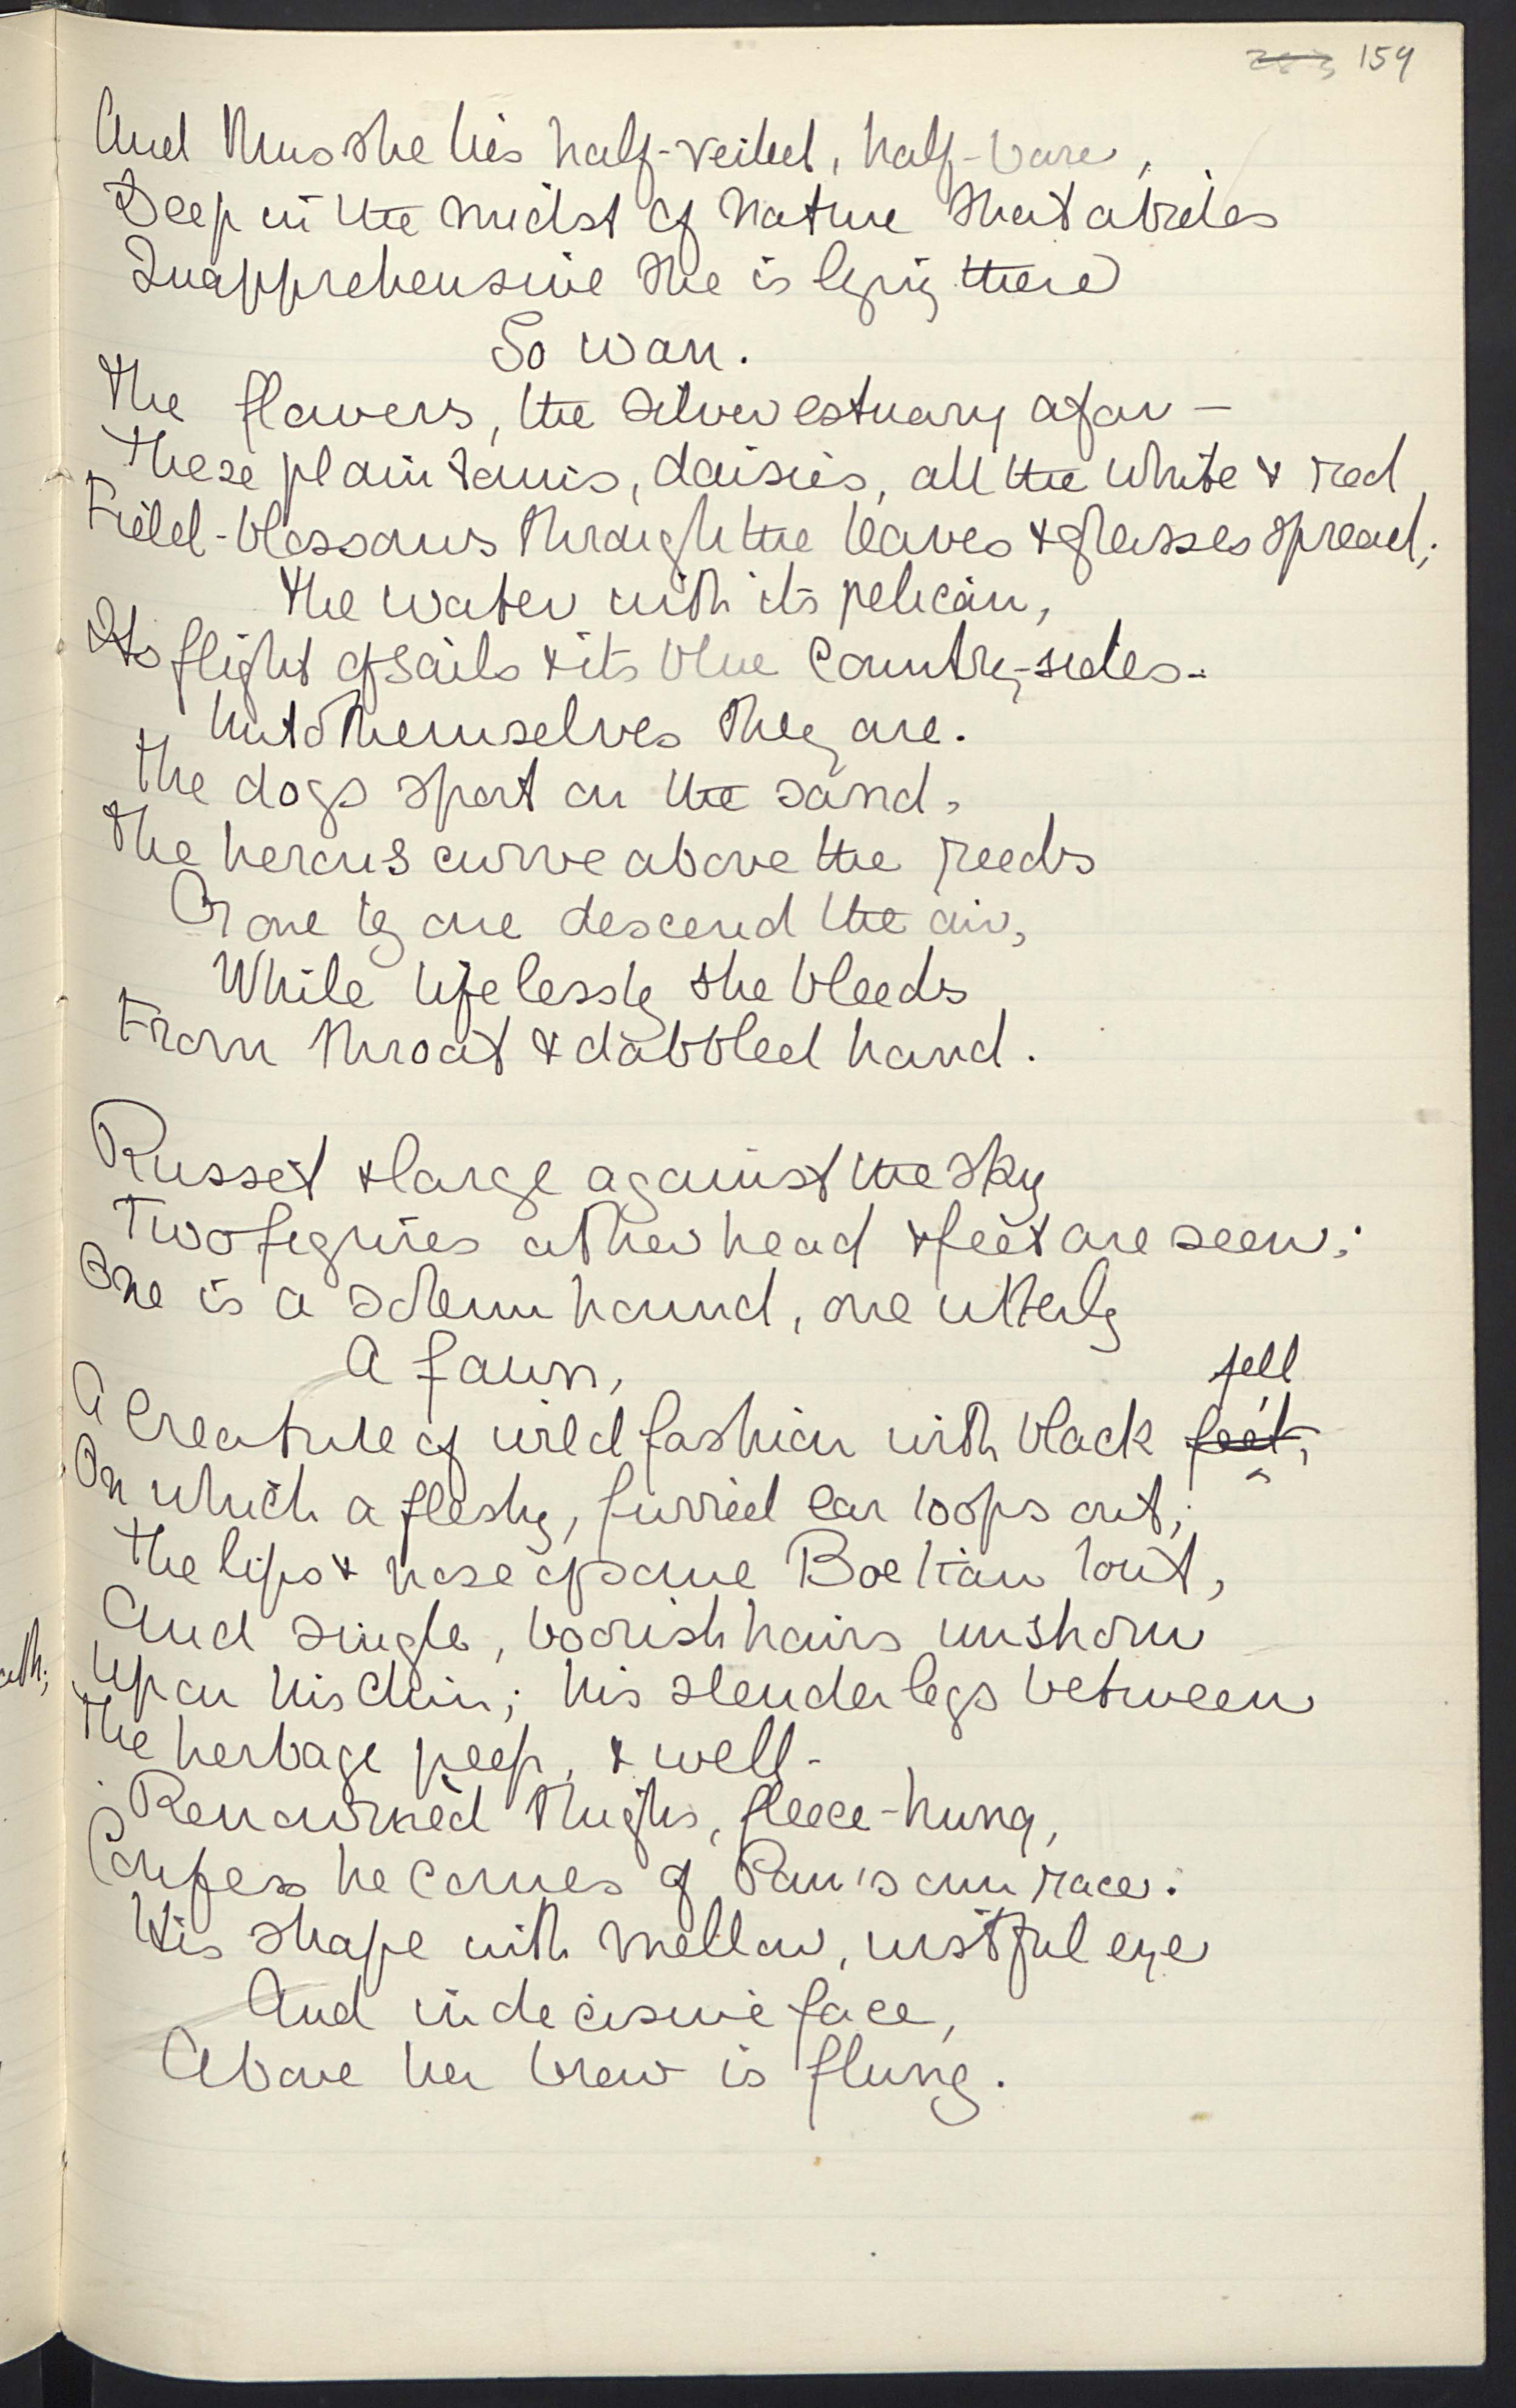 283 159
And thus she lies half-veiled, half-bare,
Deep in the midst of nature that abides
Inapprehensive she is lying there
So wan.
The flowers, the silver estuary afar –
These plaintains, daisies, all the white & red
Field-blossoms through the leaves & grasses spread;
The water with its pelican,
Its flight of sails & its blue country-sides –
Unto themselves they are.
The dogs sport on the sand,
The herons curve above the reeds
Or one by one descend the air,
While lifelessly she bleeds
From throat & dabbled hand.
Russet & large against the sky
Two figures at her head & feet are seen;
One is a solemn hound, one utterly
A faun,
fell
A creature of wild fashion with black feet,
On which a fleshy, furrèd ear loops out;
The lips & nose of some Boeotian lout,
And single, boorish hairs unshorn
Upon his chin; his slender legs between
The herbage peep, & well-
Renownèd thighs, fleece-hung,
Confess he comes of Pan's own race:
His shape with mellow, wistful eye
And indecisive face,
Above her brow is flung.